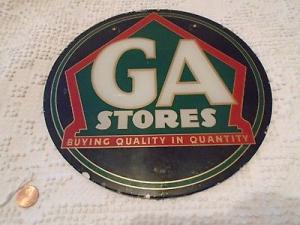 GA
STORES
BUYING QUALITY IN QUANTITY